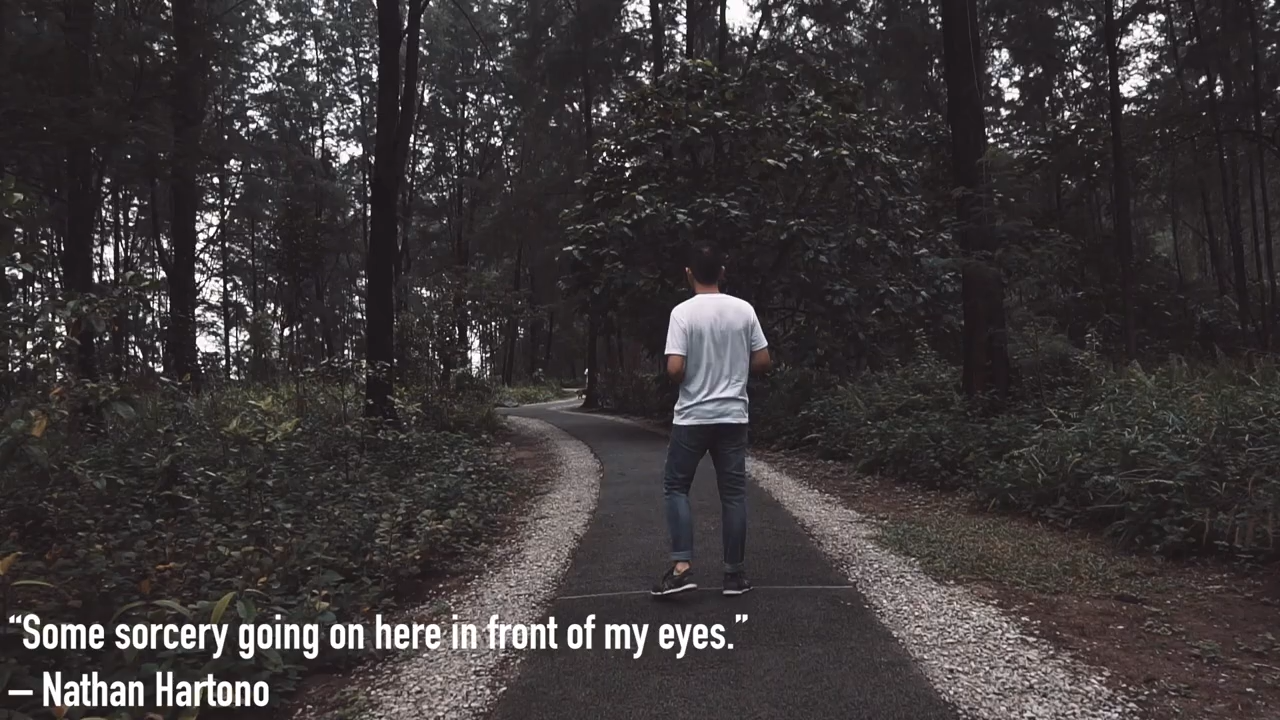 “Some sorcery going on here in front of my eyes.”
– Nathan Hartono